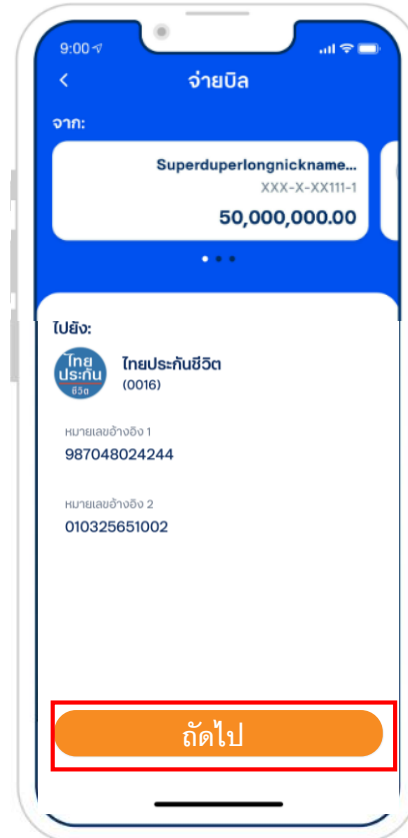 9:00
จ่ายบิล
จาก:
Superduperlongnickname...
XXX-X-XX111-1
50,000,000.00
ไปยัง:
ไทย
ประกัน
ชีวิต
ไทยประกันชีวิต
(0016)
หมายเลขอ้างอิง 1
987048024244
หมายเลขอ้างอิง 2
010325651002
ถัดไป